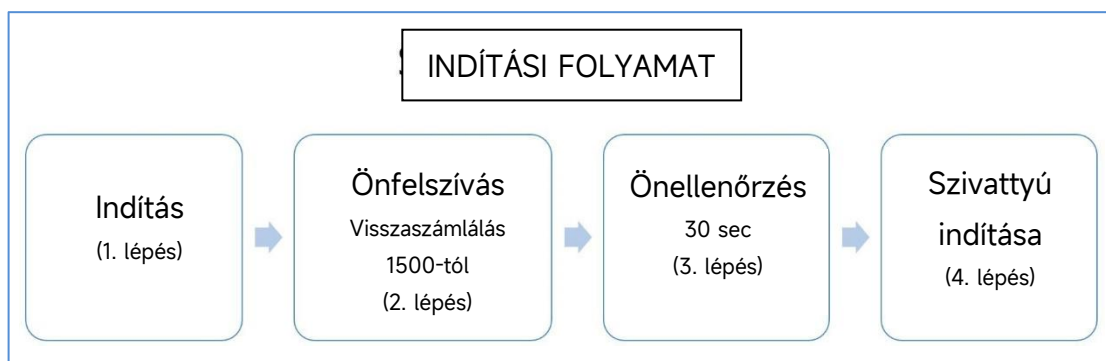 INDÍTÁSI FOLYAMAT
Indítás
(1. lépés)
Önfelszívás
Visszaszámlálás
1500-tól
(2. lépés)
Önellenőrzés
30 sec
(3. lépés)
Szivattyú
indítása
(4. lépés)